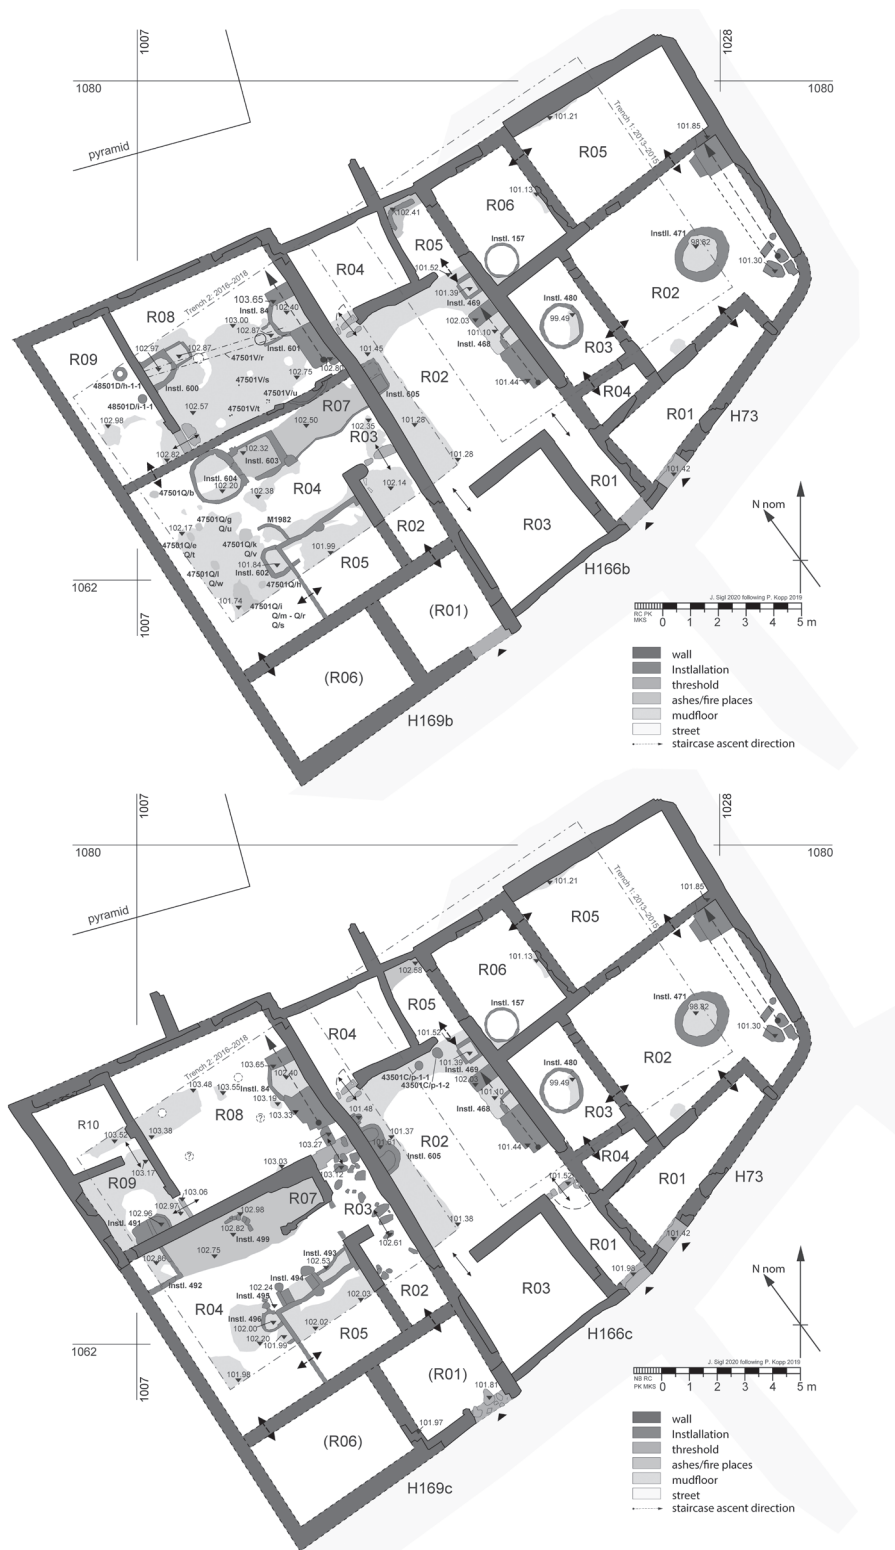 1007
1028
1080
1080
pyramid
101.21
Trench 1: 2013–2015
101.85
R05
101.13
R06
102.41
R05
Instl. 157
Instll. 471
98.82
101.30
R04
101.52
R02
101.39
Instl. 469
Instl. 480
99.49
102.03
101.10
Instl. 468
R03
Trench 2: 2016–2018
R08
103.65
102.40
Instl. 84
103.00
102.87
101.45
R09
102.97
102.87
47501V/r
Instl. 601
102.80
R02
Instl. 600
47501V/s
102.75
101.44
R04
48501D/h-1-1
47501V/u
Instl. 605
48501D/i-1-1
102.57
47501V/t
R07
R01
H73
102.98
102.50
102.35
101.28
R03
102.82
102.32
Instl. 603
101.28
101.42
Instl. 604
102.20
R04
102.14
R01
47501Q/b
102.38
102.17
47501Q/g
Q/u
M1982
R02
R03
N nom
47501Q/e
Q/t
47501Q/k
Q/v
101.99
R05
101.84
Instl. 602
H166b
1062
47501Q/i
Q/w
47501Q/h
101.74
47501Q/i
Q/m - Q/r
Q/s
(R01)
1007
J. Sigl 2020 following P. Kopp 2019
RC PK
MKS
0 1 2 3 4 5 m
(R06)
H169b
wall
Instlallation
threshold
ashes/fire places
mudfloor
street
staircase ascent direction
1007
1028
1080
1080
pyramid
101.21
Trench 1: 2013–2015
101.85
R05
101.13
R06
102.58
R05
Instl. 157
Instll. 471
98.82
101.30
R04
101.52
R02
101.39
Instl. 469
Instl. 480
99.49
43501C/p-1-1
43501C/p-1-2
101.10
Instl. 468
R03
Trench 2: 2016–2018
103.65
102.40
103.48
103.55
Instl. 84
103.19
103.33
R08
101.48
101.37
R10
103.52
103.38
?
R02
101.44
R04
103.27
Instl. 605
?
103.17
103.03
103.12
101.52
R01
H73
R09
103.06
R07
102.96
102.97
102.98
R03
Instl. 491
102.82
Instl. 499
101.38
102.61
101.42
102.86
102.75
Instl. 493
R01
102.53
101.98
Instl. 492
Instl. 494
102.24
Instl. 495
R03
N nom
R04
102.03
R02
Instl. 496
102.00
102.02
R05
H166c
102.20
101.99
1062
101.98
(R01)
101.81
1007
J. Sigl 2020 following P. Kopp 2019
NB RC
PK MKS
0 1 2 3 4 5 m
101.97
(R06)
H169c
wall
Instlallation
threshold
ashes/fire places
mudfloor
street
staircase ascent direction